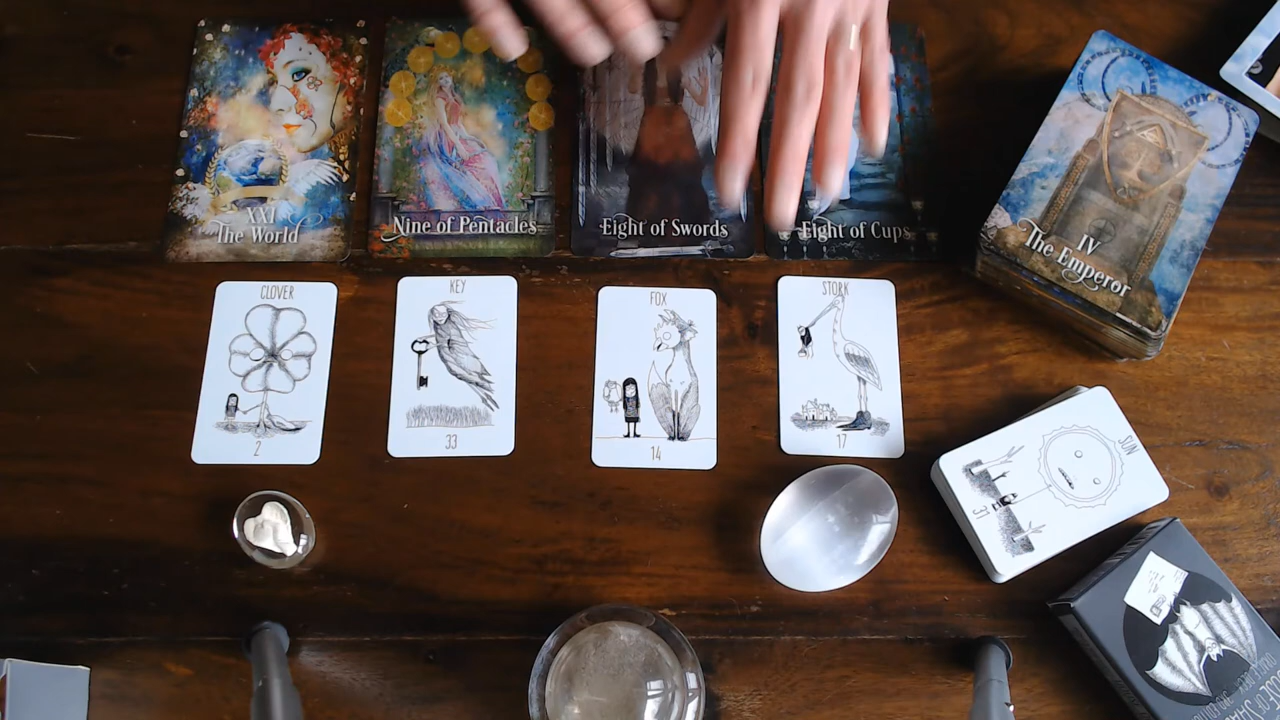 XXI
The World
Nine of Pentacles
Eight of Swords
Eight of Cups
IV
The Emperor
CLOVER
2
KEY
33
FOX
14
STORK
17
SUN
31